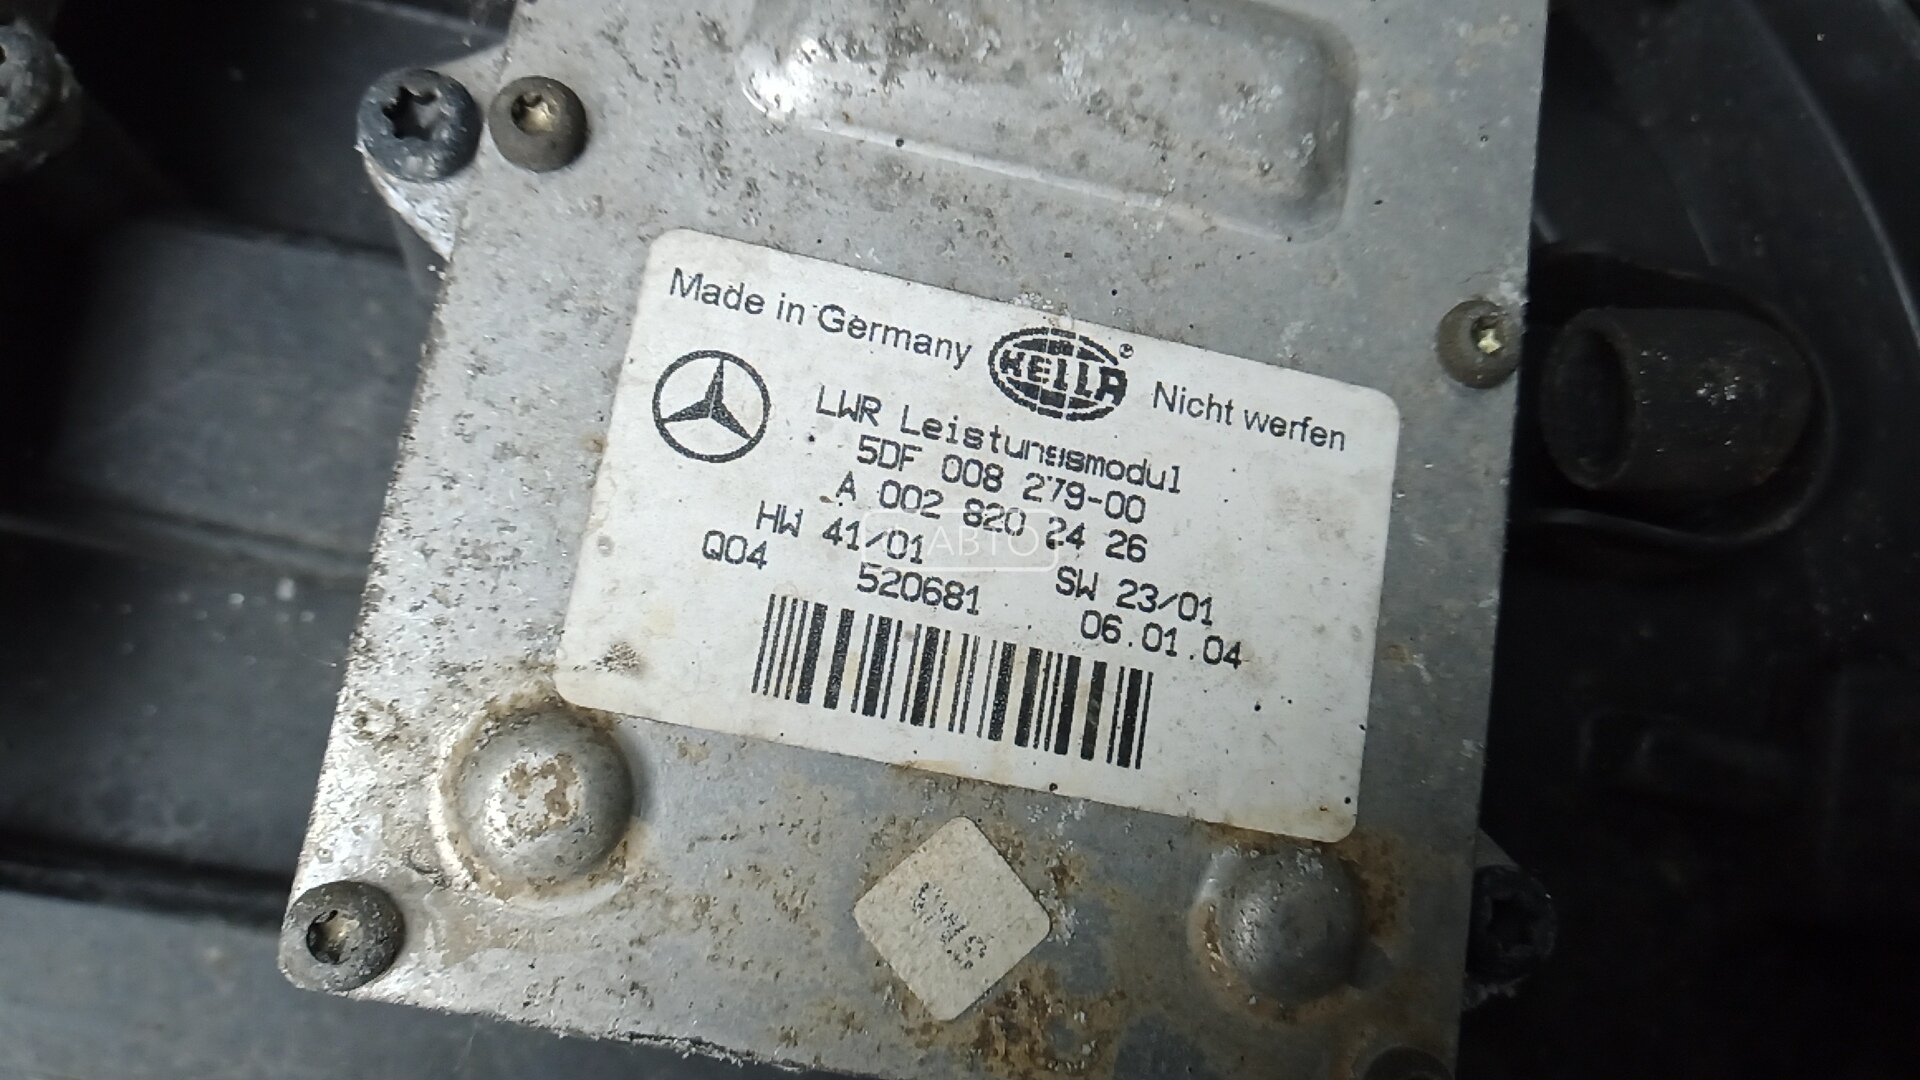 Made in Germany HELLA® Nicht werfen
LWR Leistungsmodul
5DF 008 279-00
A 002 820 24 26
HW 41/01 SW 23/01
Q04 520681 06.01.04
АВТО